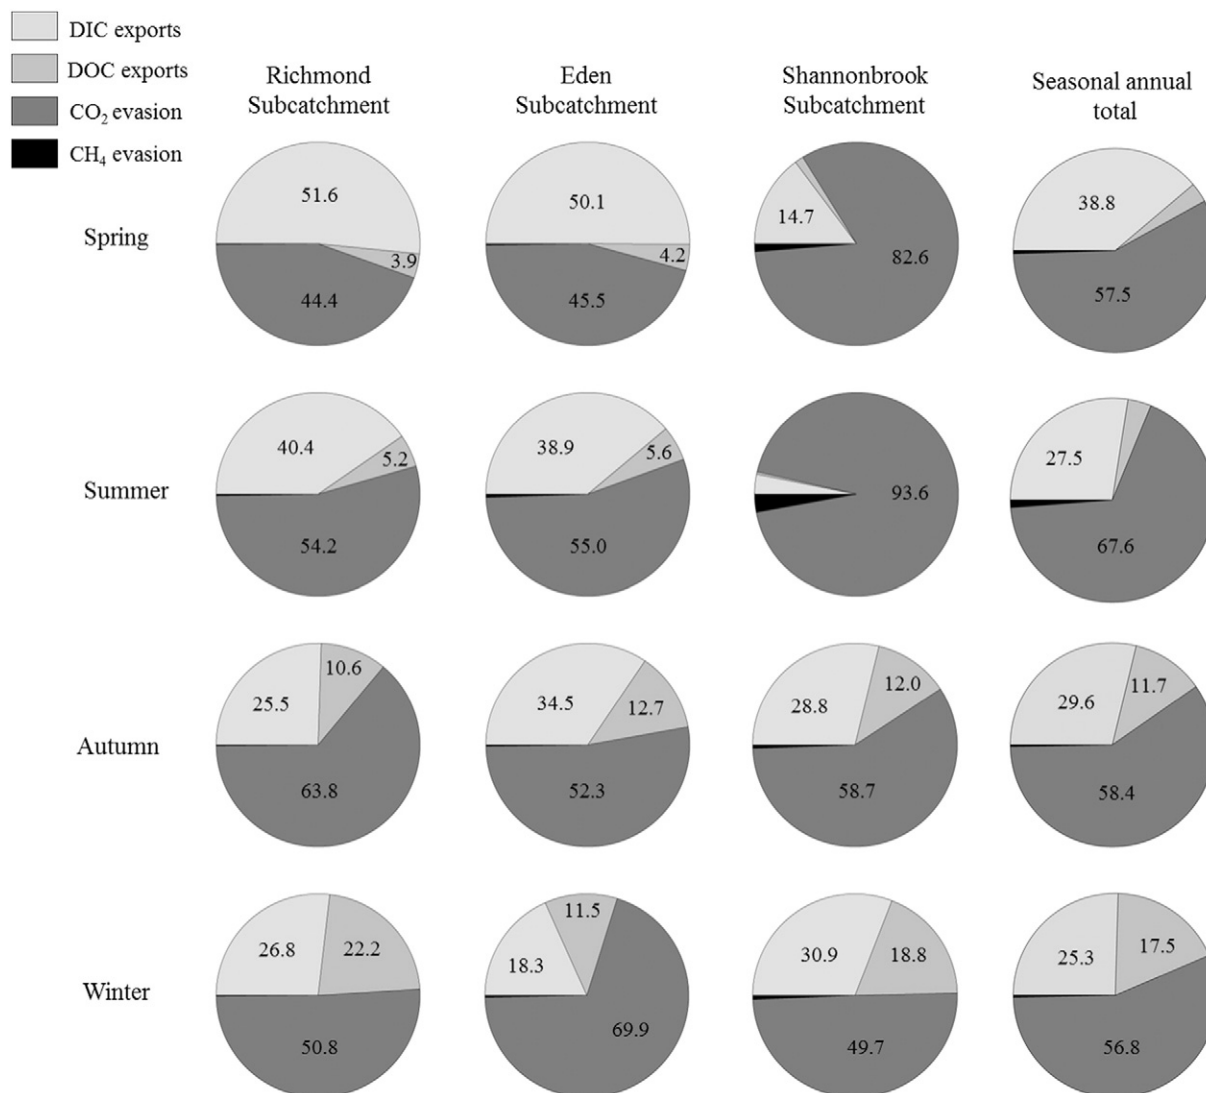 DIC exports
DOC exports
CO₂ evasion
CH₄ evasion
Richmond
Subcatchment
Eden
Subcatchment
Shannonbrook
Subcatchment
Seasonal annual
total
Spring
51.6
3.9
44.4
50.1
4.2
45.5
14.7
82.6
38.8
57.5
Summer
40.4
5.2
54.2
38.9
5.6
55.0
93.6
27.5
67.6
Autumn
25.5
10.6
63.8
34.5
12.7
52.3
28.8
12.0
58.7
29.6
11.7
58.4
Winter
26.8
22.2
50.8
18.3
11.5
69.9
30.9
18.8
49.7
25.3
17.5
56.8